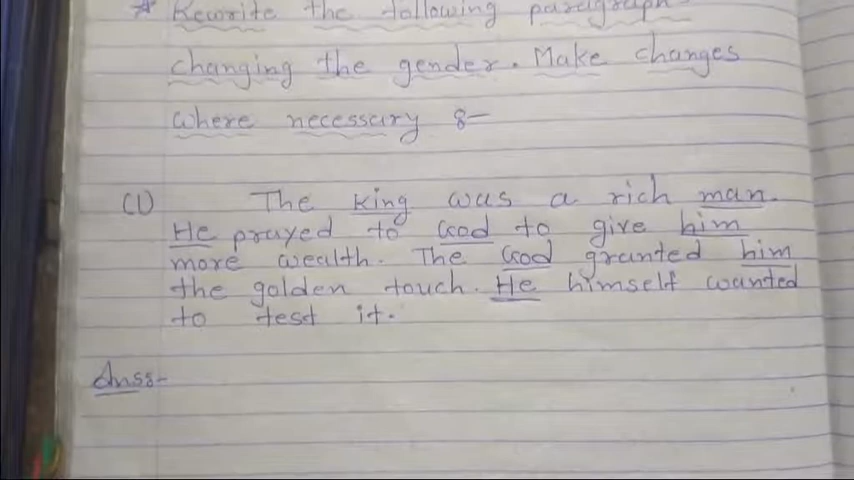 * Rewrite the following paragraph
changing the gender. Make changes
where necessary :-
(1) The king was a rich man.
He prayed to God to give him
more wealth. The God granted him
the golden touch. He himself wanted
to test it.
Ans:-